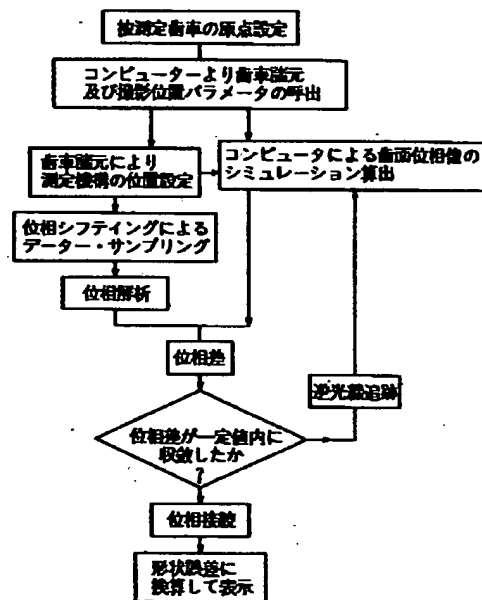 被測定歯車の原点設定
コンピューターより歯車諸元
及び撮影位置パラメータの呼出
歯車諸元により
測定機構の位置設定
コンピュータによる歯面位相値の
シミュレーション算出
位相シフティングによる
データー・サンプリング
位相解析
位相差
逆光線追跡
位相差が一定値内に
収斂したか
?
位相接続
形状誤差に
換算して表示